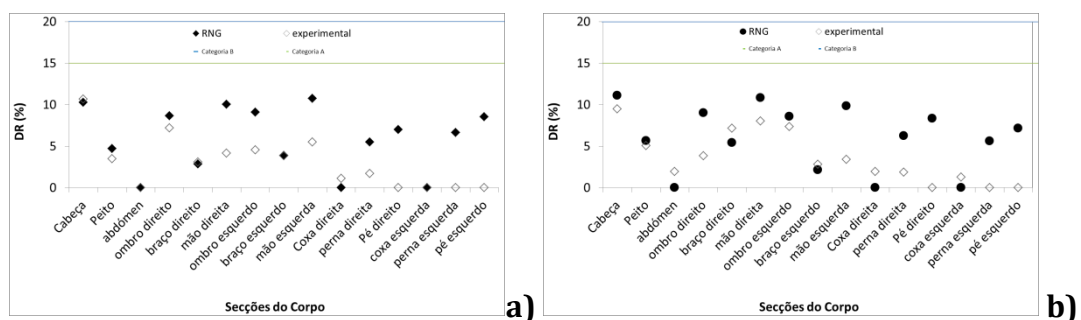 20
15
10
5
0
DR (%)
RNG
experimental
Categoria B
Categoria A
Cabeça
Peito
abdómen
ombro direito
braço direito
mão direita
ombro esquerdo
braço esquerdo
mão esquerda
Coxa direita
perna direita
Pé direito
coxa esquerda
perna esquerda
pé esquerdo
Secções do Corpo
a)
20
15
10
5
0
DR (%)
RNG
experimental
Categoria A
Categoria B
Cabeça
Peito
abdómen
ombro direito
braço direito
mão direita
ombro esquerdo
braço esquerdo
mão esquerda
Coxa direita
perna direita
Pé direito
coxa esquerda
perna esquerda
pé esquerdo
Secções do Corpo
b)